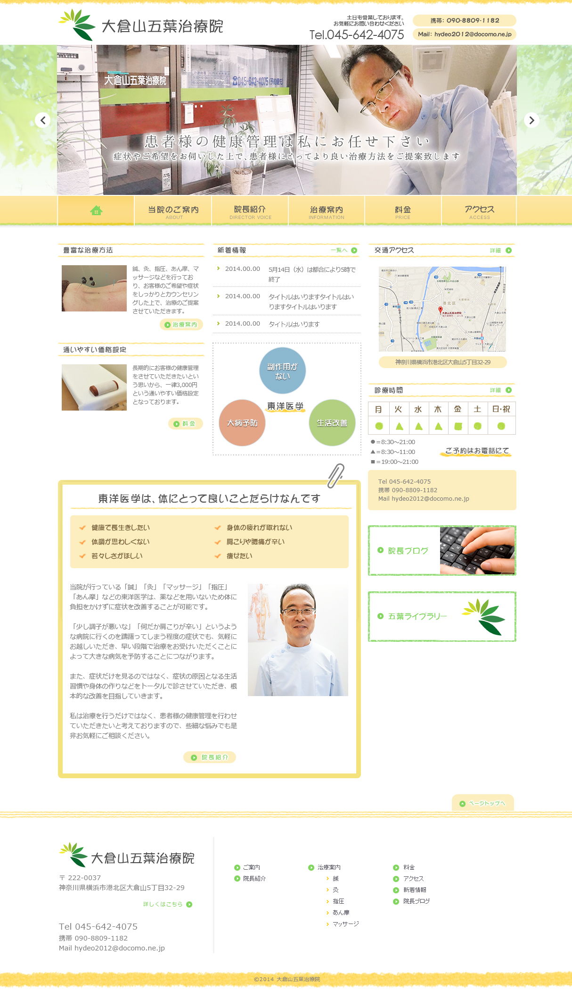 大倉山五葉治療院
土日も営業しております。
お気軽にお問い合わせください
Tel.045-642-4075
携帯: 090-8809-1182
Mail: hydeo2012@docomo.ne.jp
大倉山五葉治療院
☎045-642-4075(予約優先)
患者様の健康管理は私にお任せ下さい
症状やご希望をお伺いした上で、患者様にとってより良い治療方法をご提案致します
当院のご案内
ABOUT
院長紹介
DIRECTOR VOICE
治療案内
INFORMATION
料金
PRICE
アクセス
ACCESS
豊富な治療方法
鍼、灸、指圧、あん摩、マ
ッサージなどを行ってお
り、お客様のご希望や症状
をしっかりとカウンセリン
グした上で、治療のご提案
させていただきます。
治療案内
通いやすい価格設定
長期的にお客様の健康管理
をさせていただきたいとい
う思いから、一律3,000円
という通いやすい価格設定
となっております。
料金
新着情報
一覧へ
2014.00.00
5月14日（水）は都合により5時で
終了
2014.00.00
タイトルはいりますタイトルはい
りますタイトルはいります
2014.00.00
タイトルはいります
副作用が
ない
東洋医学
大病予防
生活改善
交通アクセス
詳細
港北区
大倉山五葉治療院
神奈川県横浜市港北区大倉山5丁目32-29
診療時間
詳細
月 火 水 木 金 土 日・祝
● ▲ ▲ ▲ ■ ● ●
●＝8:30～21:00
▲＝8:30～11:00
■＝19:00～21:00
ご予約はお電話にて
Tel 045-642-4075
携帯 090-8809-1182
Mail hydeo2012@docomo.ne.jp
院長ブログ
五葉ライブラリー
東洋医学は、体にとって良いことだらけなんです
健康で長生きしたい
身体の疲れが取れない
体調が思わしくない
肩こりや腰痛が辛い
若々しさがほしい
痩せたい
当院が行っている「鍼」「灸」「マッサージ」「指圧」
「あん摩」などの東洋医学は、薬などを用いないため体に
負担をかけずに症状を改善することが可能です。
「少し調子が悪いな」「何だか肩こりが辛い」というよう
な病院に行くのを躊躇ってしまう程度の症状でも、気軽に
お越しいただき、早い段階で治療をお受けいただくことに
よって大きな病気を予防することにつながります。
また、症状だけを見るのではなく、症状の原因となる生活
習慣や身体の作りなどをトータルで診させていただき、根
本的な改善を目指していきます。
私は治療を行うだけではなく、患者様の健康管理を行わせ
ていただきたいと考えておりますので、些細な悩みでも是
非お気軽にご相談ください。
院長紹介
ページトップへ
大倉山五葉治療院
〒 222-0037
神奈川県横浜市港北区大倉山5丁目32-29
詳しくはこちら
Tel 045-642-4075
携帯 090-8809-1182
Mail hydeo2012@docomo.ne.jp
ご案内
院長紹介
治療案内
鍼
灸
指圧
あん摩
マッサージ
料金
アクセス
新着情報
院長ブログ
©2014 大倉山五葉治療院